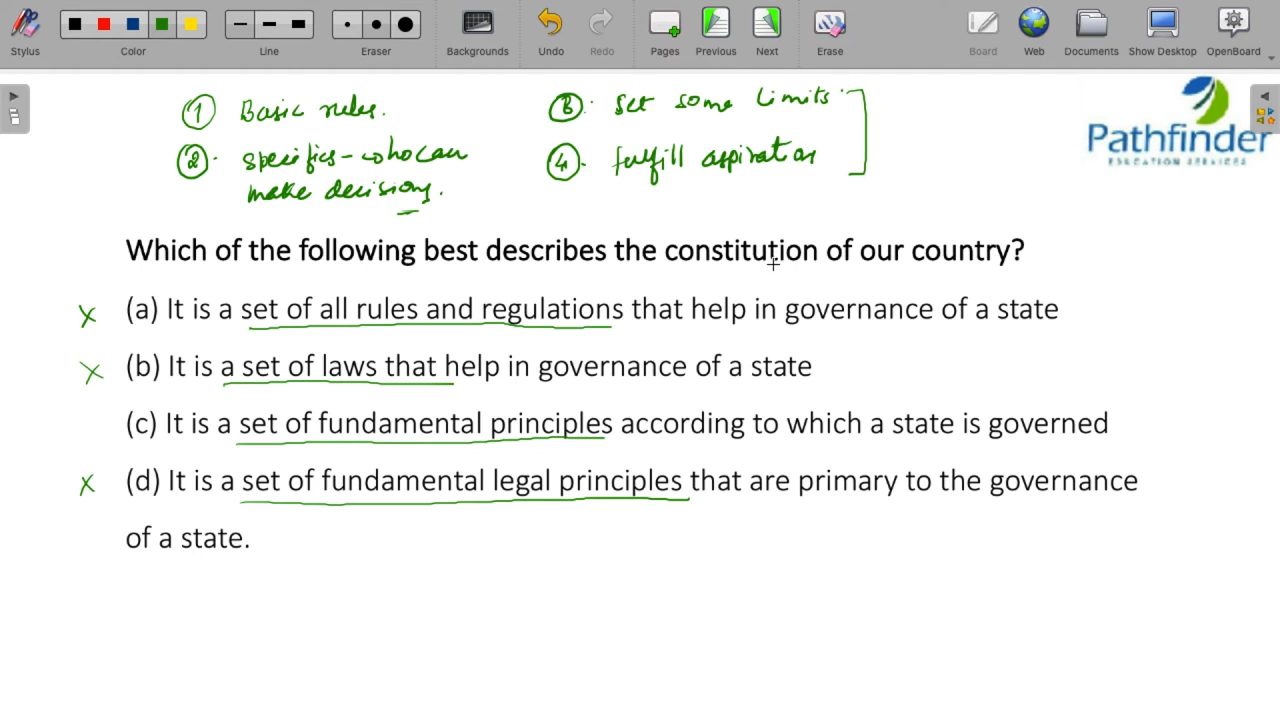 Stylus Color Line Eraser Backgrounds Undo Redo Pages Previous Next Erase Board Web Documents Show Desktop OpenBoard
① Basic rules. ③. Set some limits.
②. Specifics - who can ④. fulfill aspiration
make decisions.
Pathfinder
EDUCATION SERVICES
Which of the following best describes the constitution of our country?
x (a) It is a set of all rules and regulations that help in governance of a state
x (b) It is a set of laws that help in governance of a state
(c) It is a set of fundamental principles according to which a state is governed
x (d) It is a set of fundamental legal principles that are primary to the governance
of a state.